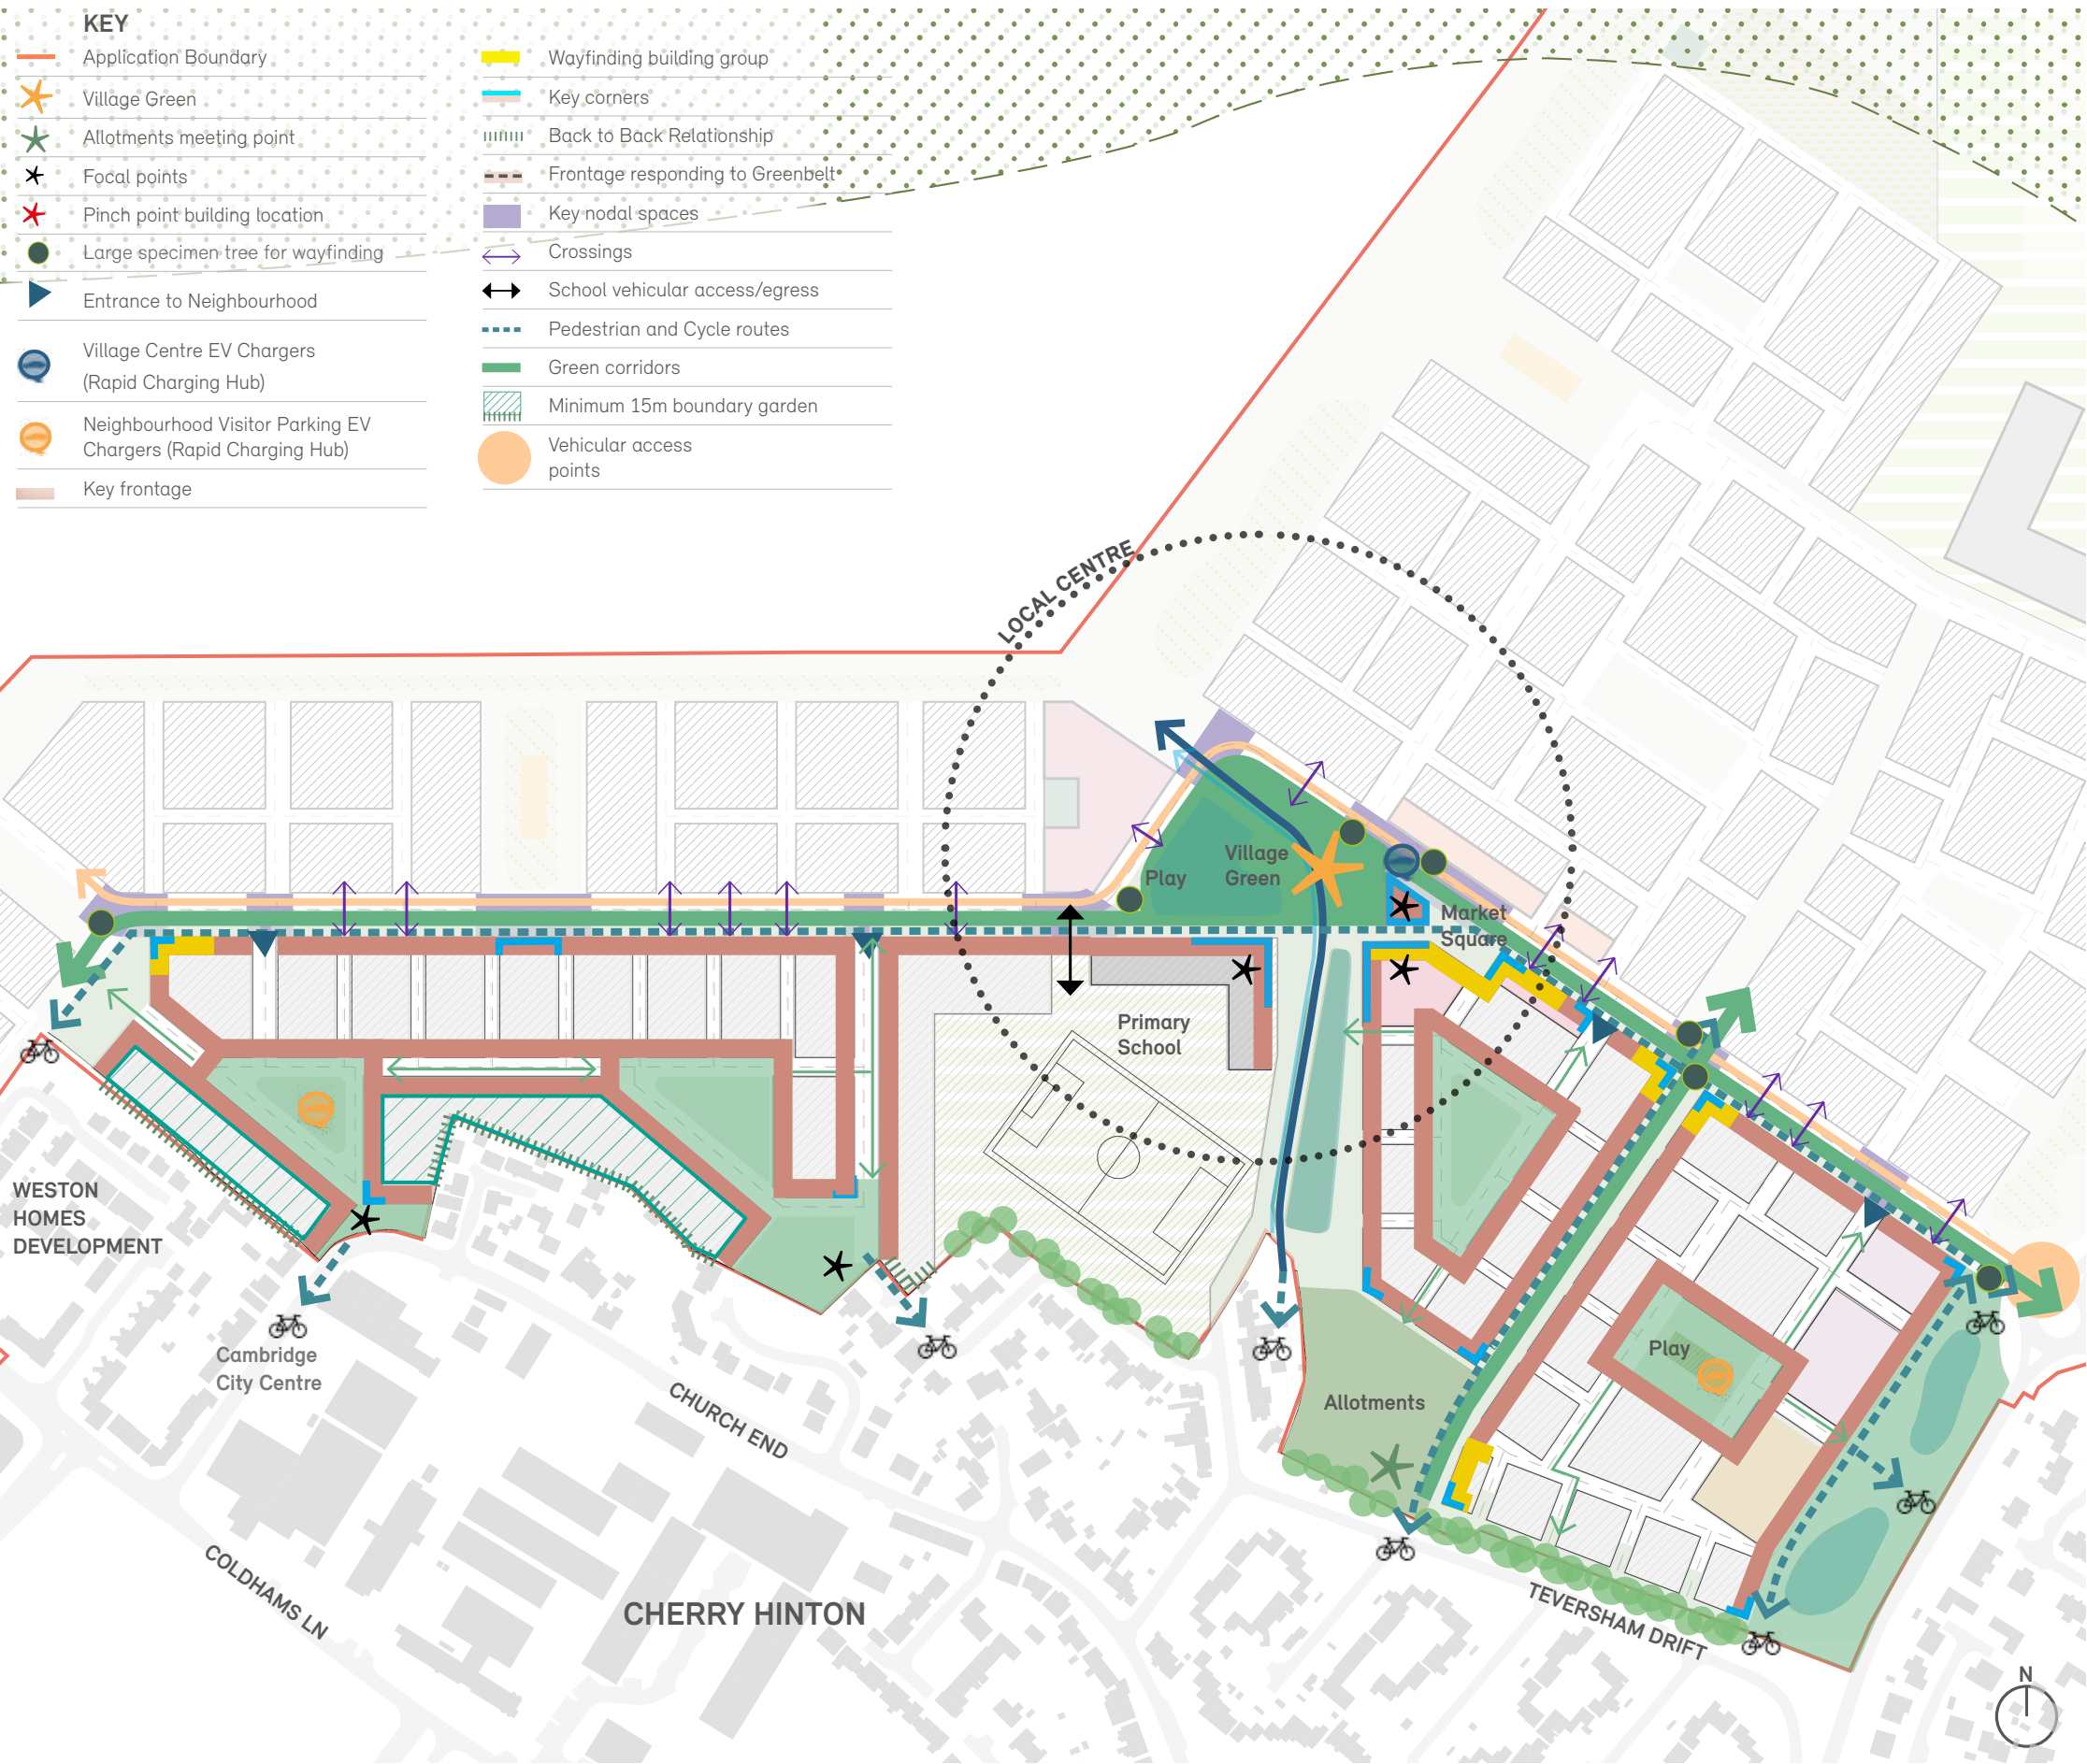 KEY
Application Boundary
Village Green
Allotments meeting point
Focal points
Pinch point building location
Large specimen tree for wayfinding
Entrance to Neighbourhood
Village Centre EV Chargers
(Rapid Charging Hub)
Neighbourhood Visitor Parking EV
Chargers (Rapid Charging Hub)
Key frontage
Wayfinding building group
Key corners
Back to Back Relationship
Frontage responding to Greenbelt
Key nodal spaces
Crossings
School vehicular access/egress
Pedestrian and Cycle routes
Green corridors
Minimum 15m boundary garden
Vehicular access
points
LOCAL CENTRE
Village
Green
Play
Market
Square
Primary
School
WESTON
HOMES
DEVELOPMENT
Cambridge
City Centre
Play
Allotments
CHURCH END
COLDHAMS LN
CHERRY HINTON
TEVERSHAM DRIFT
N